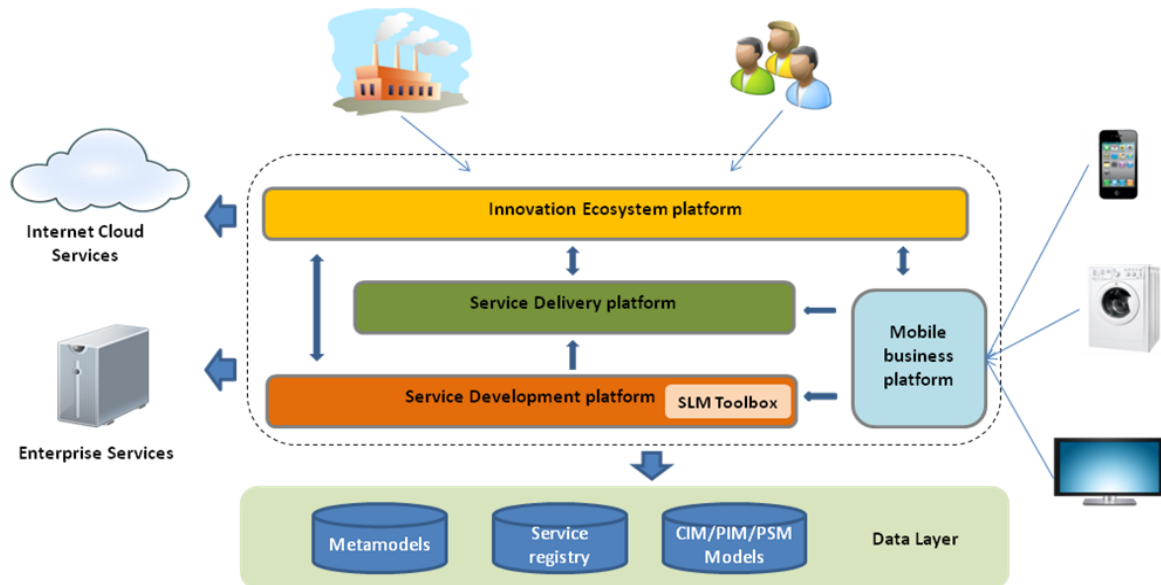 Innovation Ecosystem platform
Internet Cloud
Services
Service Delivery platform
Mobile
business
platform
Service Development platform
SLM Toolbox
Enterprise Services
Metamodels
Service
registry
CIM/PIM/PSM
Models
Data Layer